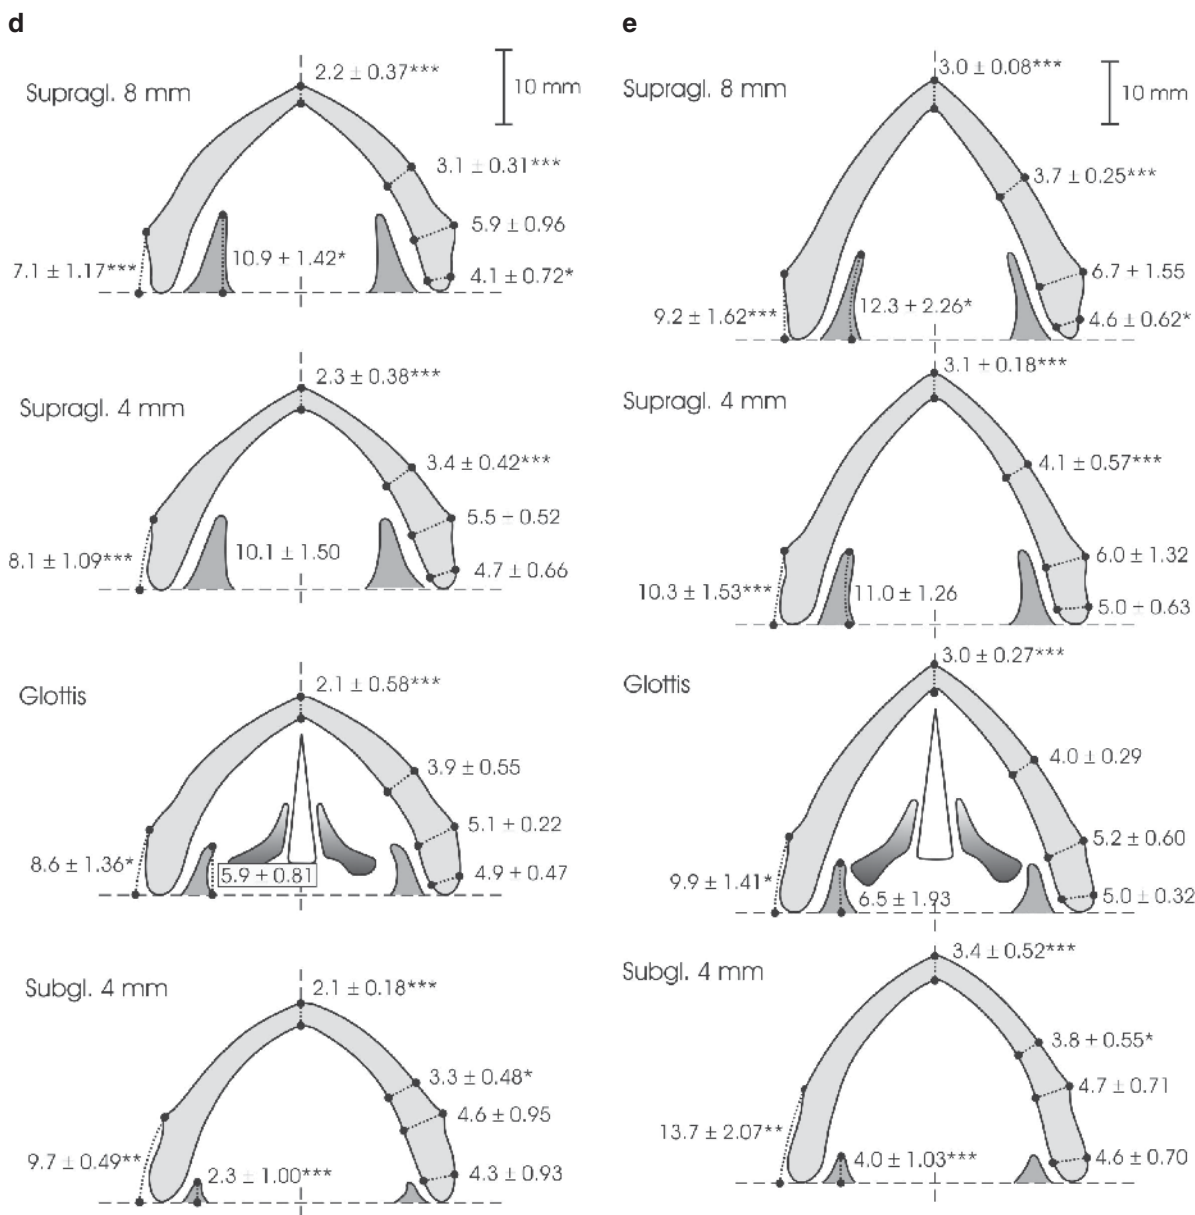 d
Supragl. 8 mm
2.2 ± 0.37***
10 mm
3.1 ± 0.31***
5.9 ± 0.96
7.1 ± 1.17***
10.9 + 1.42*
4.1 ± 0.72*
Supragl. 4 mm
2.3 ± 0.38***
3.4 ± 0.42***
5.5 ± 0.52
8.1 ± 1.09***
10.1 ± 1.50
4.7 ± 0.66
Glottis
2.1 ± 0.58***
3.9 ± 0.55
5.1 + 0.22
8.6 ± 1.36*
5.9 + 0.81
4.9 + 0.47
Subgl. 4 mm
2.1 ± 0.18***
3.3 ± 0.48*
4.6 ± 0.95
9.7 ± 0.49**
2.3 ± 1.00***
4.3 ± 0.93
e
Supragl. 8 mm
3.0 ± 0.08***
10 mm
3.7 ± 0.25***
6.7 + 1.55
9.2 ± 1.62***
12.3 + 2.26*
4.6 ± 0.62*
Supragl. 4 mm
3.1 + 0.18***
4.1 ± 0.57***
6.0 ± 1.32
10.3 ± 1.53***
11.0 ± 1.26
5.0 ± 0.63
Glottis
3.0 ± 0.27***
4.0 ± 0.29
5.2 ± 0.60
9.9 ± 1.41*
6.5 ± 1.93
5.0 ± 0.32
Subgl. 4 mm
3.4 ± 0.52***
3.8 + 0.55*
4.7 ± 0.71
13.7 ± 2.07**
4.0 ± 1.03***
4.6 ± 0.70